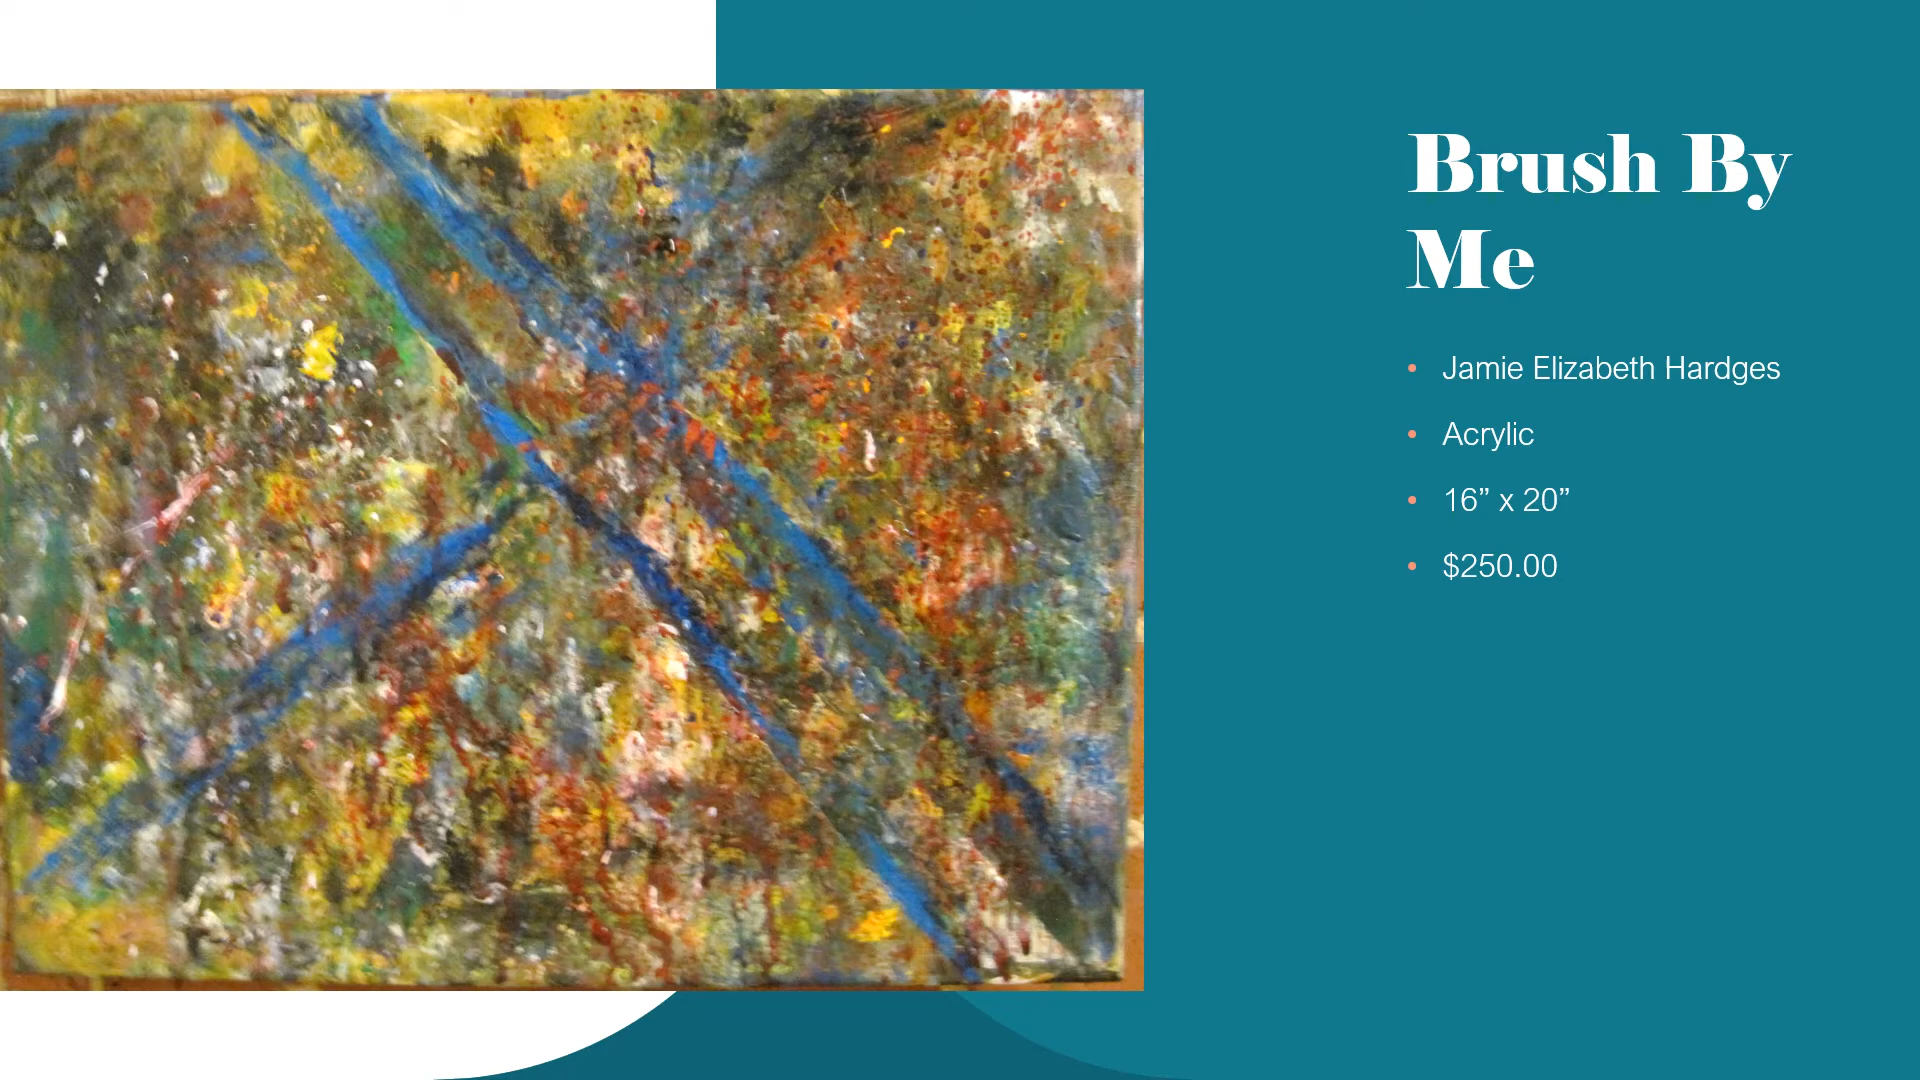 Brush By
Me
Jamie Elizabeth Hardges
Acrylic
16” x 20”
$250.00